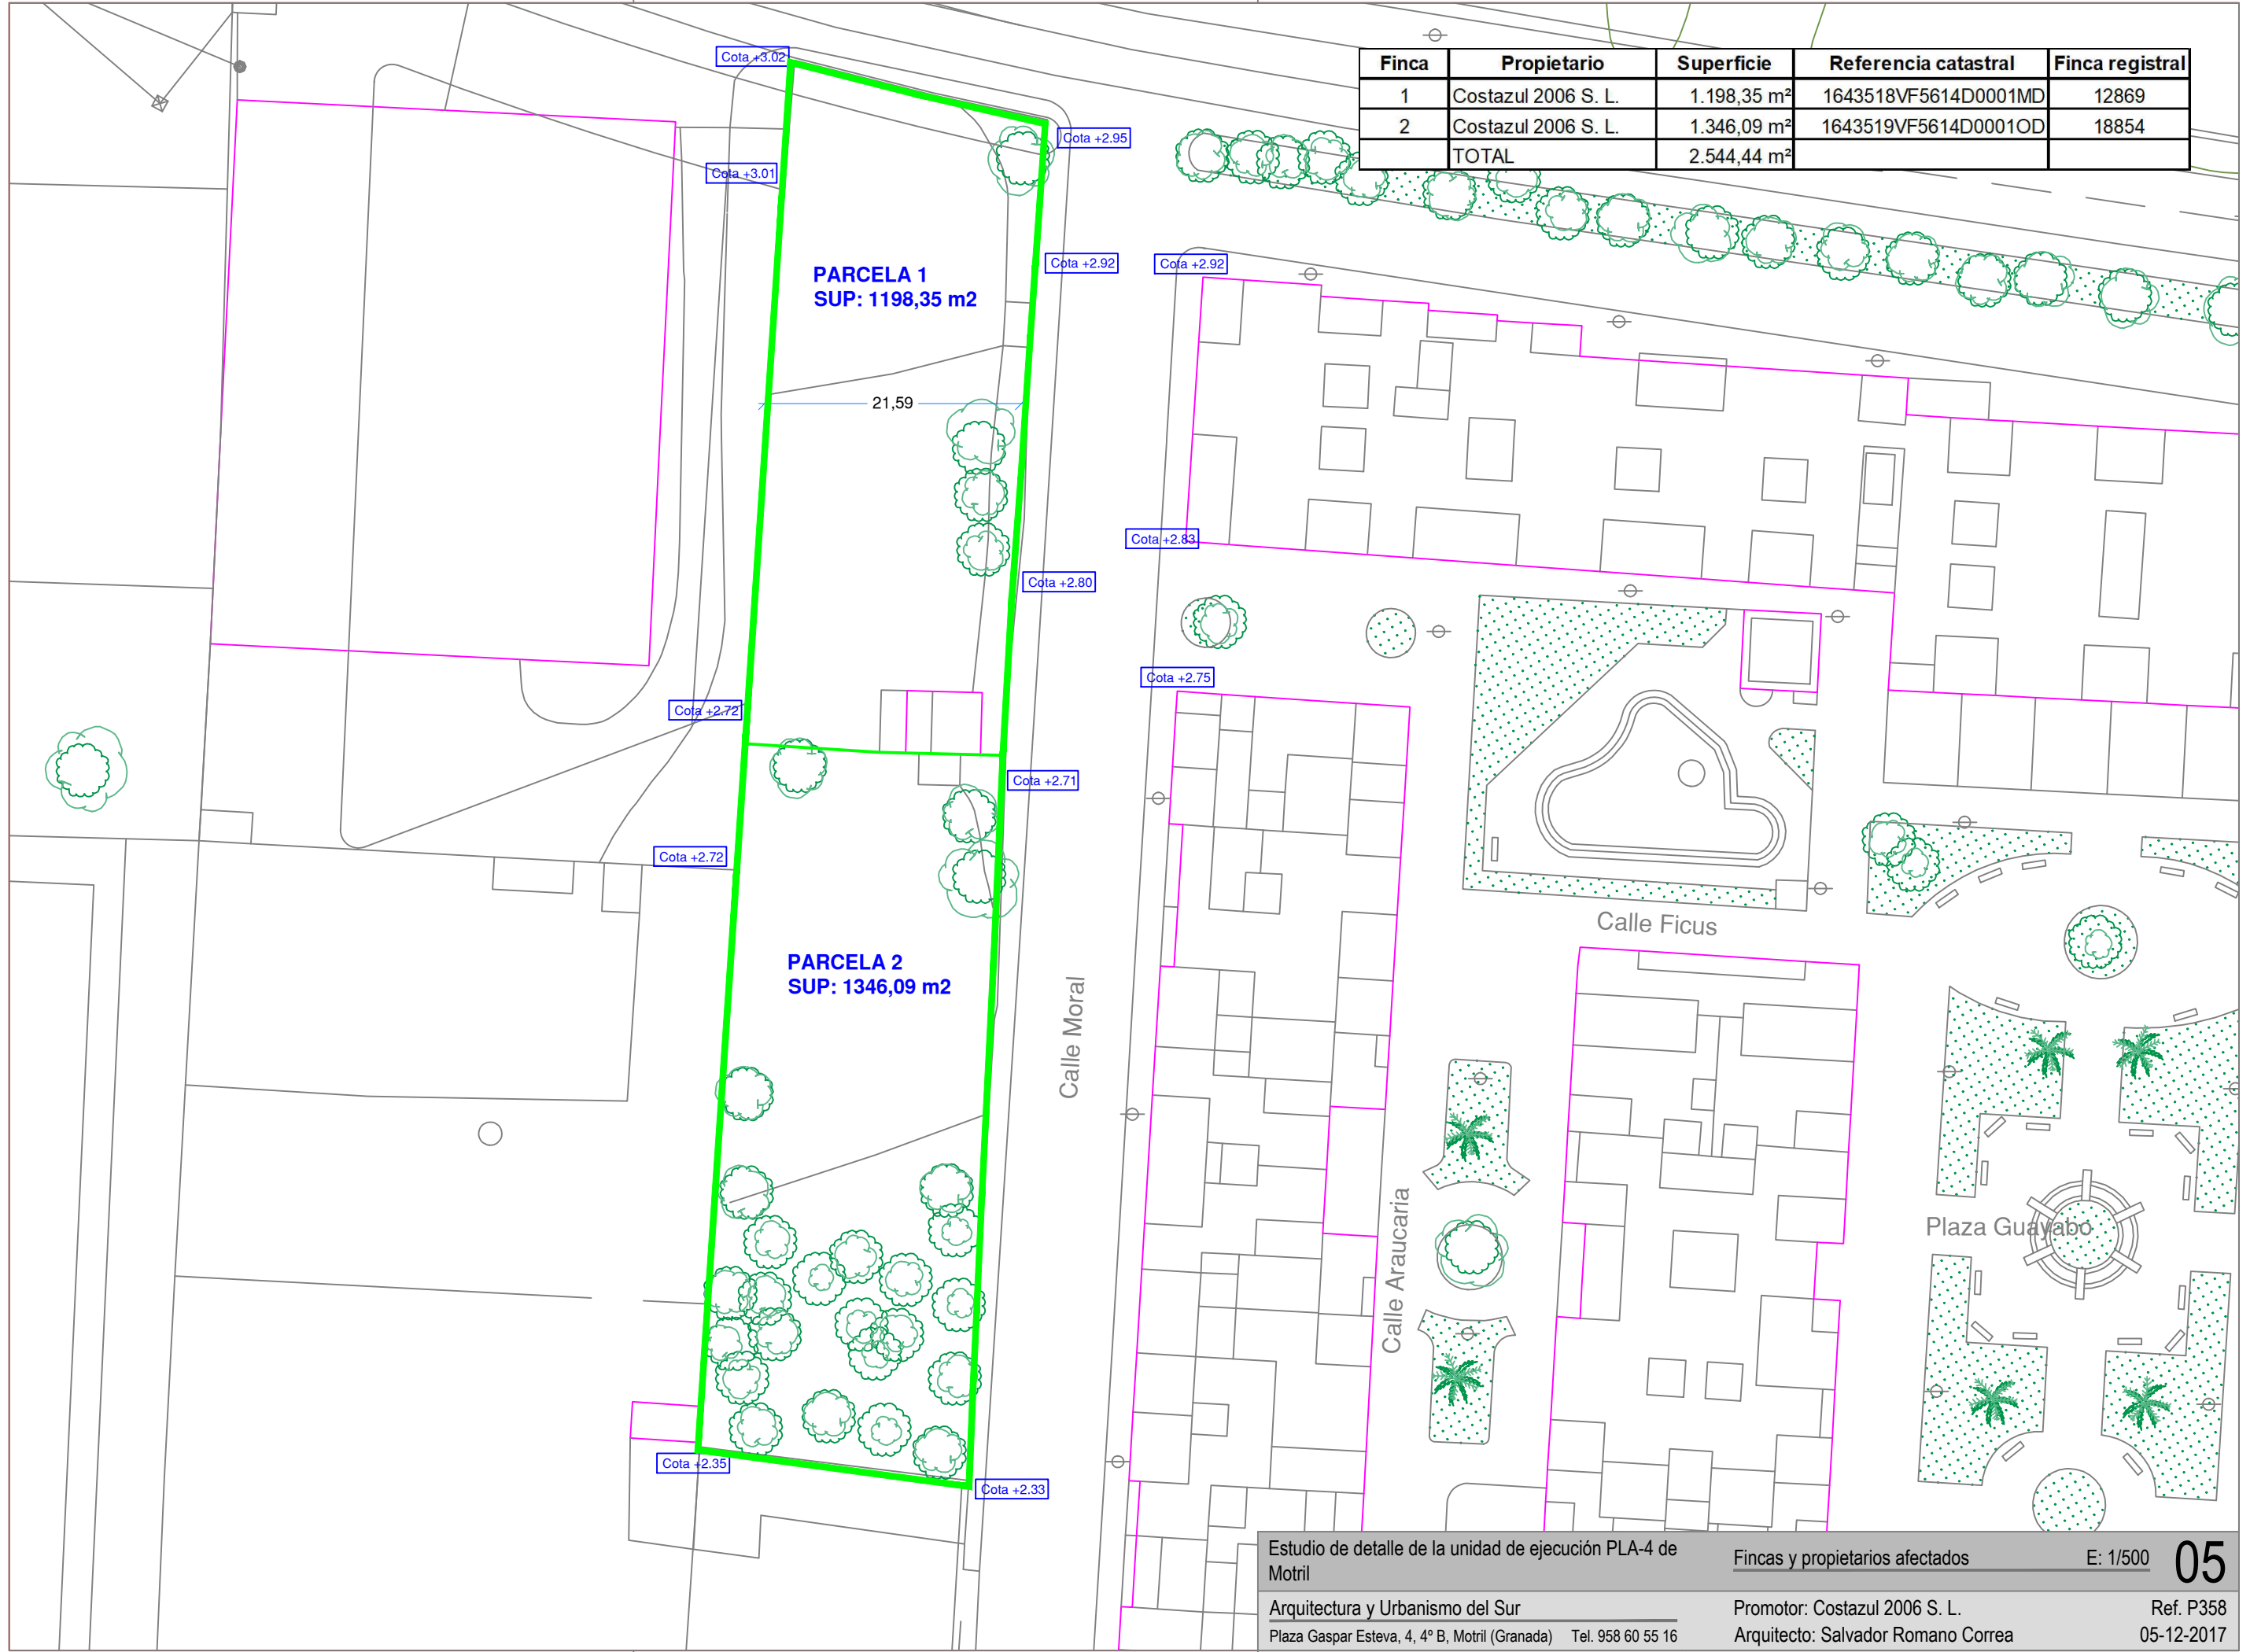 Cota +3.02
Finca Propietario Superficie Referencia catastral Finca registral
1 Costazul 2006 S. L. 1.198,35 m² 1643518VF5614D0001MD 12869
2 Costazul 2006 S. L. 1.346,09 m² 1643519VF5614D0001OD 18854
TOTAL 2.544,44 m²
Cota +2.95
Cota +3.01
Cota +2.92
Cota +2.92
PARCELA 1
SUP: 1198,35 m2
21,59
Cota +2.83
Cota +2.80
Cota +2.75
Cota +2.72
Cota +2.71
Cota +2.72
Calle Ficus
PARCELA 2
SUP: 1346,09 m2
Calle Moral
Calle Araucaria
Plaza Guayabo
Cota +2.35
Cota +2.33
Estudio de detalle de la unidad de ejecución PLA-4 de
Motril
Fincas y propietarios afectados E: 1/500 05
Arquitectura y Urbanismo del Sur
Plaza Gaspar Esteva, 4, 4º B, Motril (Granada) Tel. 958 60 55 16
Promotor: Costazul 2006 S. L. Ref. P358
Arquitecto: Salvador Romano Correa 05-12-2017